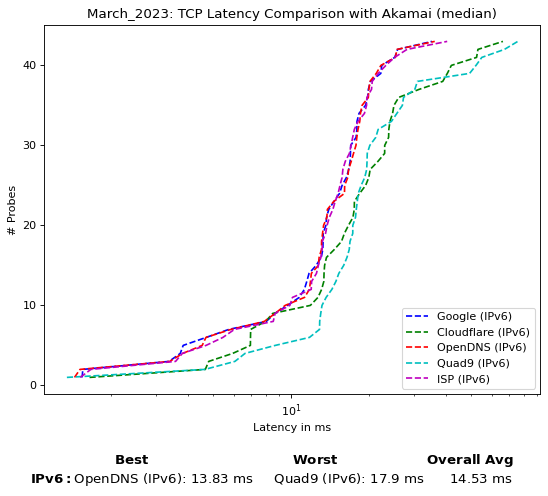 March_2023: TCP Latency Comparison with Akamai (median)
# Probes
40
30
20
10
0
10^1
Latency in ms
Google (IPv6)
Cloudflare (IPv6)
OpenDNS (IPv6)
Quad9 (IPv6)
ISP (IPv6)
Best Worst Overall Avg
IPv6: OpenDNS (IPv6): 13.83 ms Quad9 (IPv6): 17.9 ms 14.53 ms